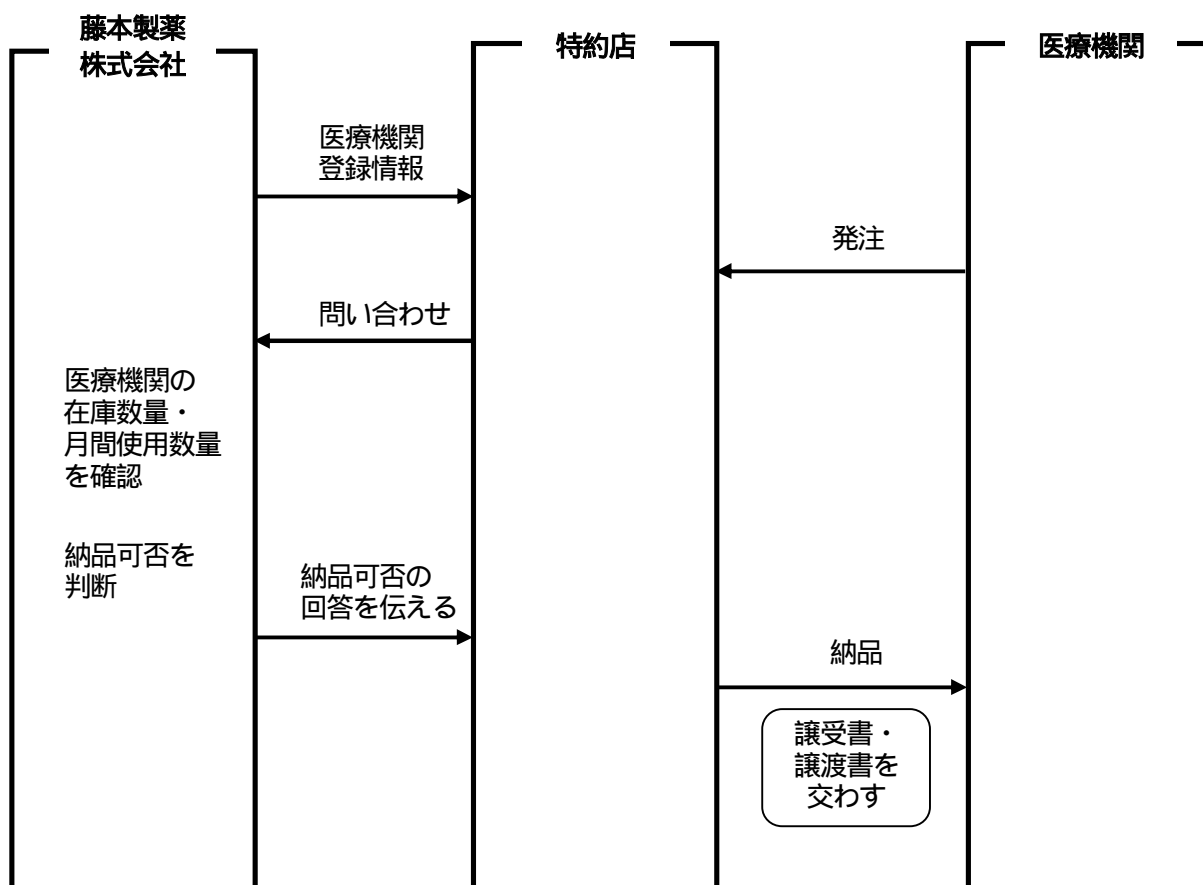 藤本製薬
株式会社
特約店
医療機関
医療機関
登録情報
発注
問い合わせ
医療機関の
在庫数量・
月間使用数量
を確認
納品可否を
判断
納品可否の
回答を伝える
納品
譲受書・
譲渡書を
交わす